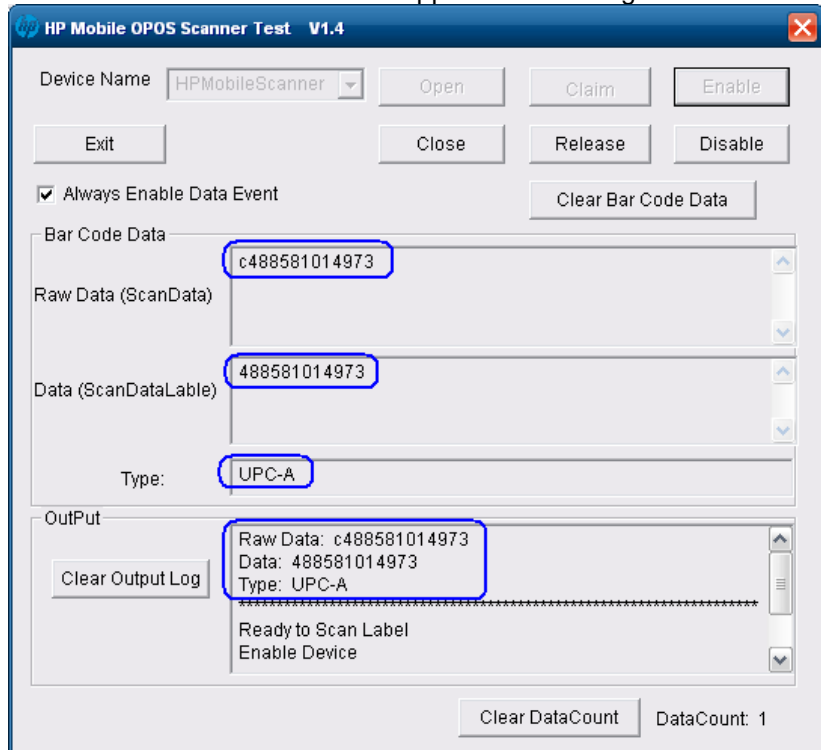 HP Mobile OPOS Scanner Test V1.4
Device Name HPMobileScanner Open Claim Enable
Exit Close Release Disable
Always Enable Data Event Clear Bar Code Data
Bar Code Data
c488581014973
Raw Data (ScanData)
488581014973
Data (ScanDataLable)
Type: UPC-A
OutPut
Raw Data: c488581014973
Data: 488581014973
Clear Output Log Type: UPC-A
**********************************************************************
Ready to Scan Label
Enable Device
Clear DataCount DataCount: 1